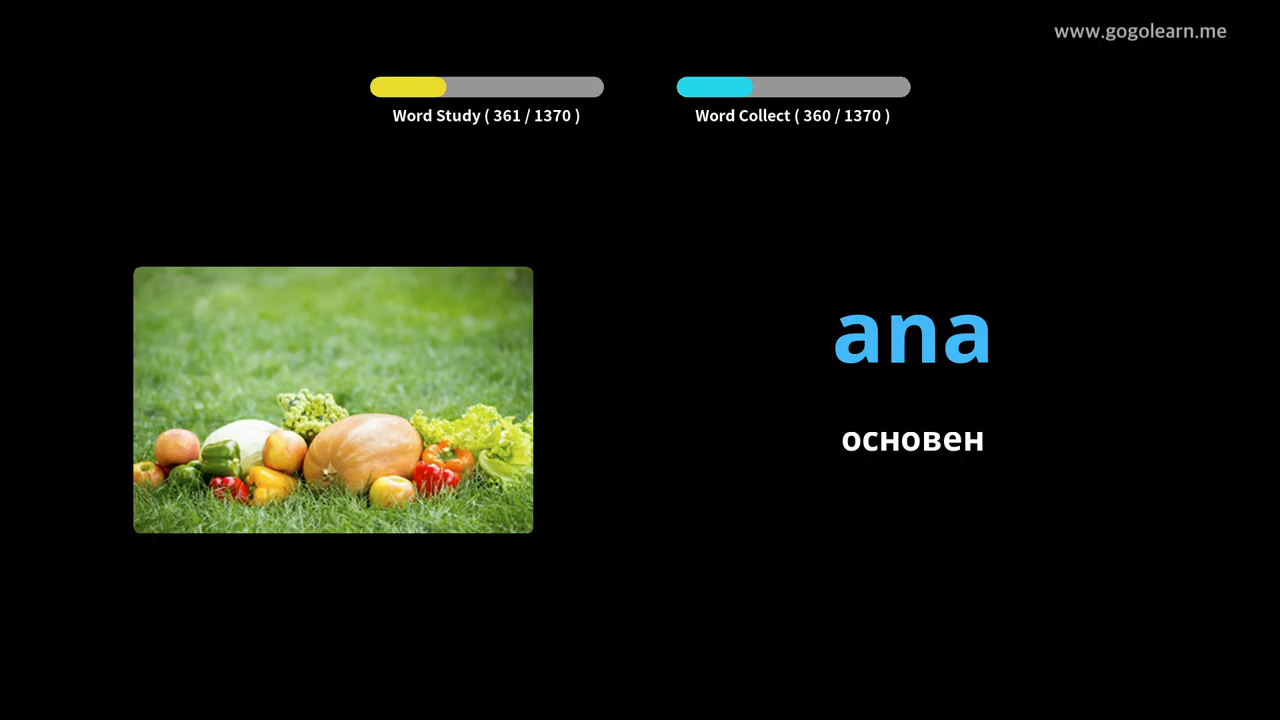 www.gogolearn.me
Word Study ( 361 / 1370 )
Word Collect ( 360 / 1370 )
ana
основен